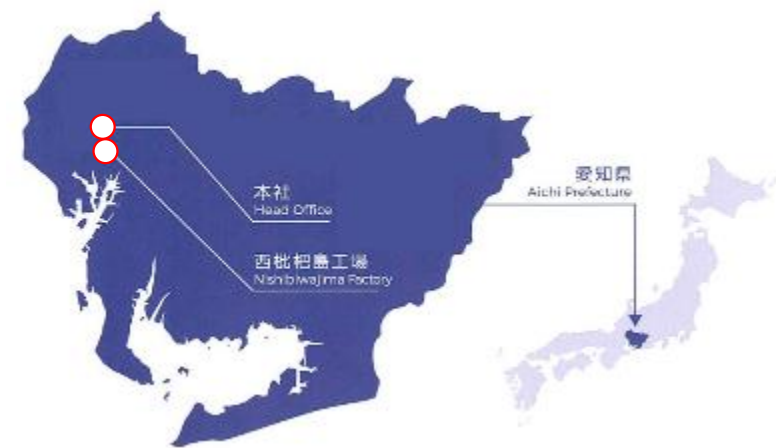 本社
Head Office
西枇杷島工場
Nishibiwajima Factory
愛知県
Aichi Prefecture